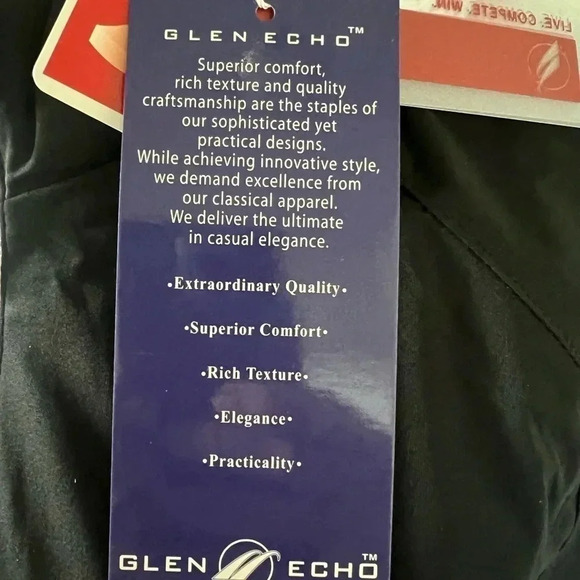 LIVE. COMPETE. WIN.
GLEN ECHO™
Superior comfort,
rich texture and quality
craftsmanship are the staples of
our sophisticated yet
practical designs.
While achieving innovative style,
we demand excellence from
our classical apparel.
We deliver the ultimate
in casual elegance.
•Extraordinary Quality•
•Superior Comfort•
•Rich Texture•
•Elegance•
•Practicality•
GLEN ECHO™